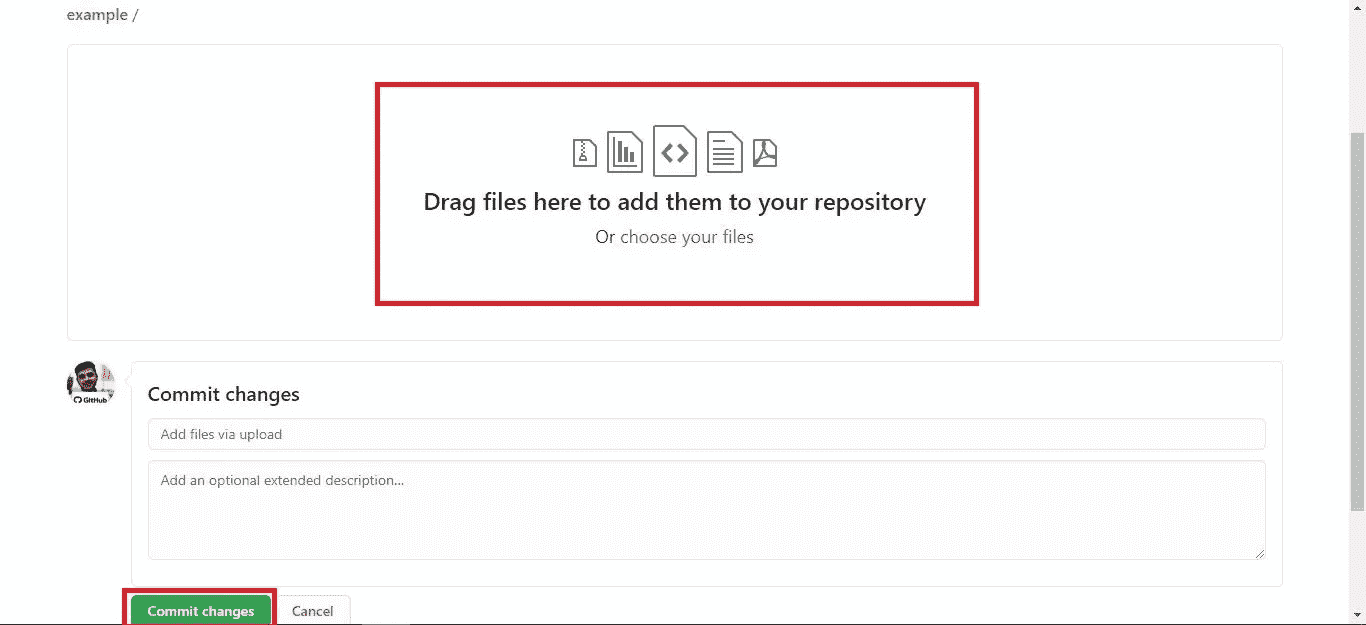 example /
Drag files here to add them to your repository
Or choose your files
GitHub
Commit changes
Add files via upload
Add an optional extended description...
Commit changes
Cancel